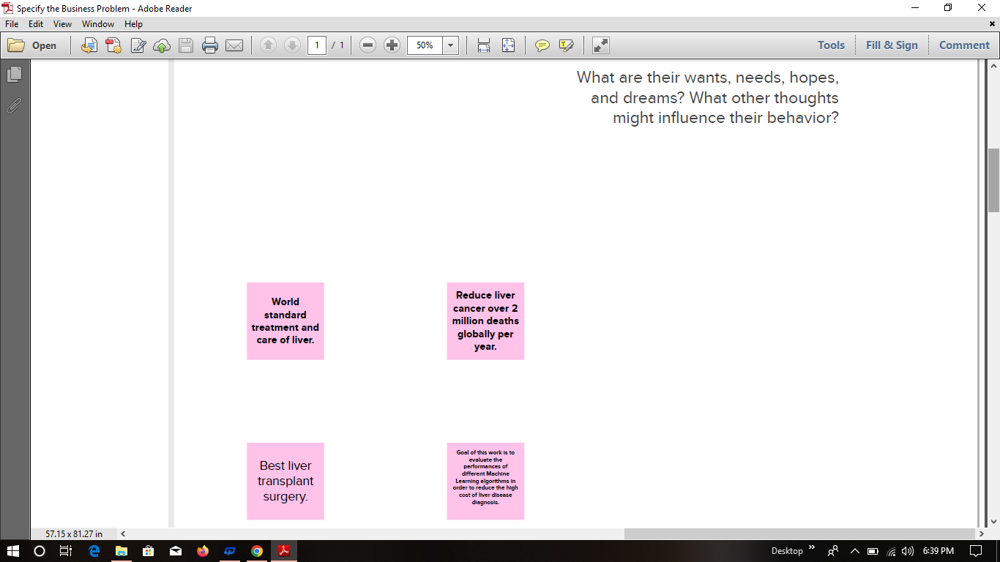 Specify the Business Problem - Adobe Reader
File Edit View Window Help
Open 1 / 1 50% Tools Fill & Sign Comment
What are their wants, needs, hopes,
and dreams? What other thoughts
might influence their behavior?
World
standard
treatment and
care of liver.
Reduce liver
cancer over 2
million deaths
globally per
year.
Best liver
transplant
surgery.
Goal of this work is to
evaluate the
performances of
different Machine
Learning algorithms in
order to reduce the high
cost of liver disease
diagnosis.
57.15 x 81.27 in
Desktop 6:39 PM